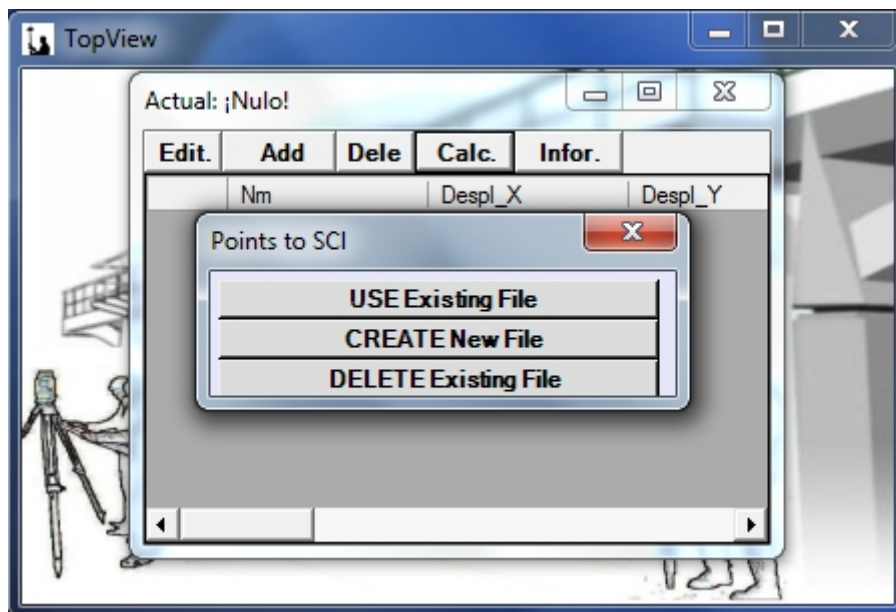 TopView
Actual: ¡Nulo!
Edit. Add Dele Calc. Infor.
Nm Despl_X Despl_Y
Points to SCI
USE Existing File
CREATE New File
DELETE Existing File